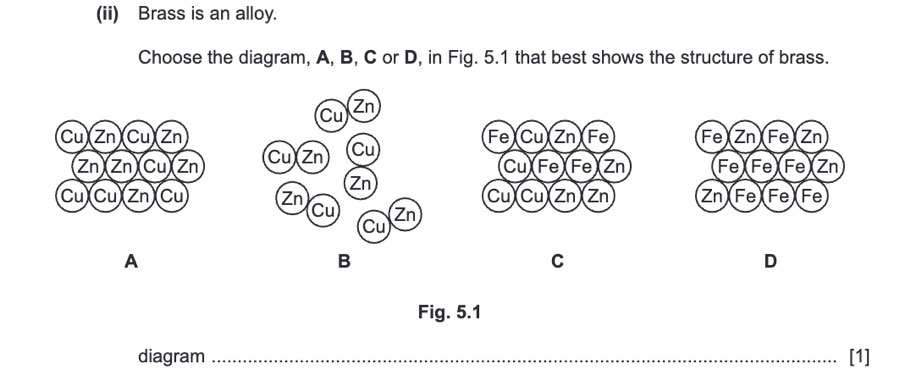 (ii) Brass is an alloy.
Choose the diagram, A, B, C or D, in Fig. 5.1 that best shows the structure of brass.
Cu Zn Cu Zn
Zn Zn Cu Zn
Cu Cu Zn Cu
A
Cu Zn
Cu Zn
Cu
Zn
Zn
Cu
Cu Zn
B
Fe Cu Zn Fe
Cu Fe Fe Zn
Cu Cu Zn Zn
C
Fe Zn Fe Zn
Fe Fe Fe Zn
Zn Fe Fe Fe
D
Fig. 5.1
diagram ........................................................................................................ [1]